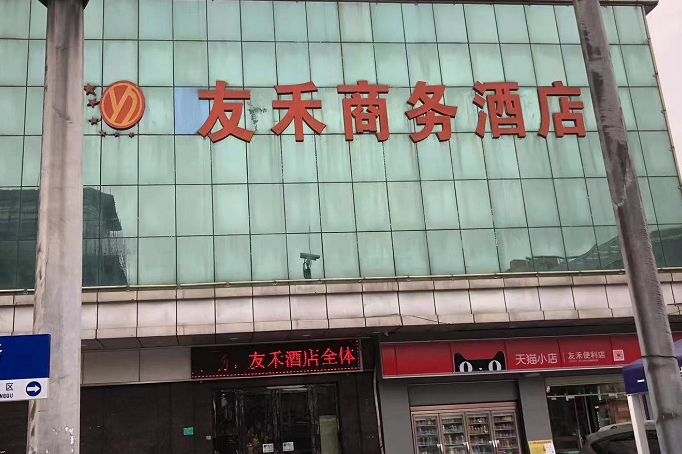 友禾商务酒店
友禾酒店全体
天猫小店 友禾便利店
区